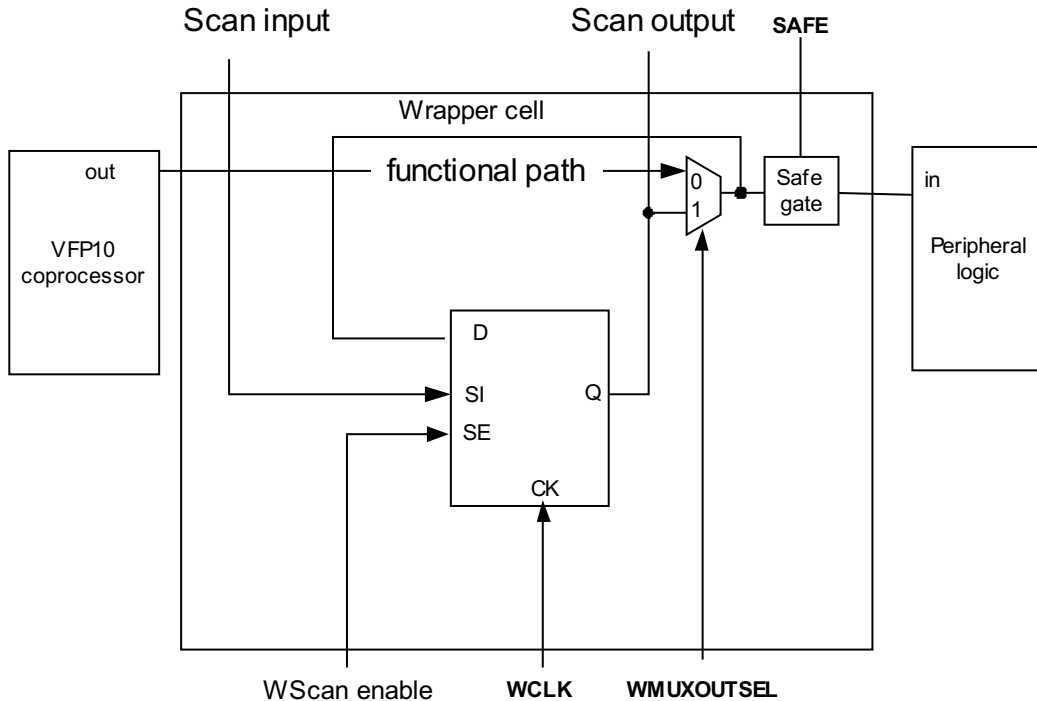 Scan input
Scan output
SAFE
Wrapper cell
out
functional path
0
1
Safe
gate
in
VFP10
coprocessor
Peripheral
logic
D
SI
Q
SE
CK
WScan enable
WCLK
WMUXOUTSEL